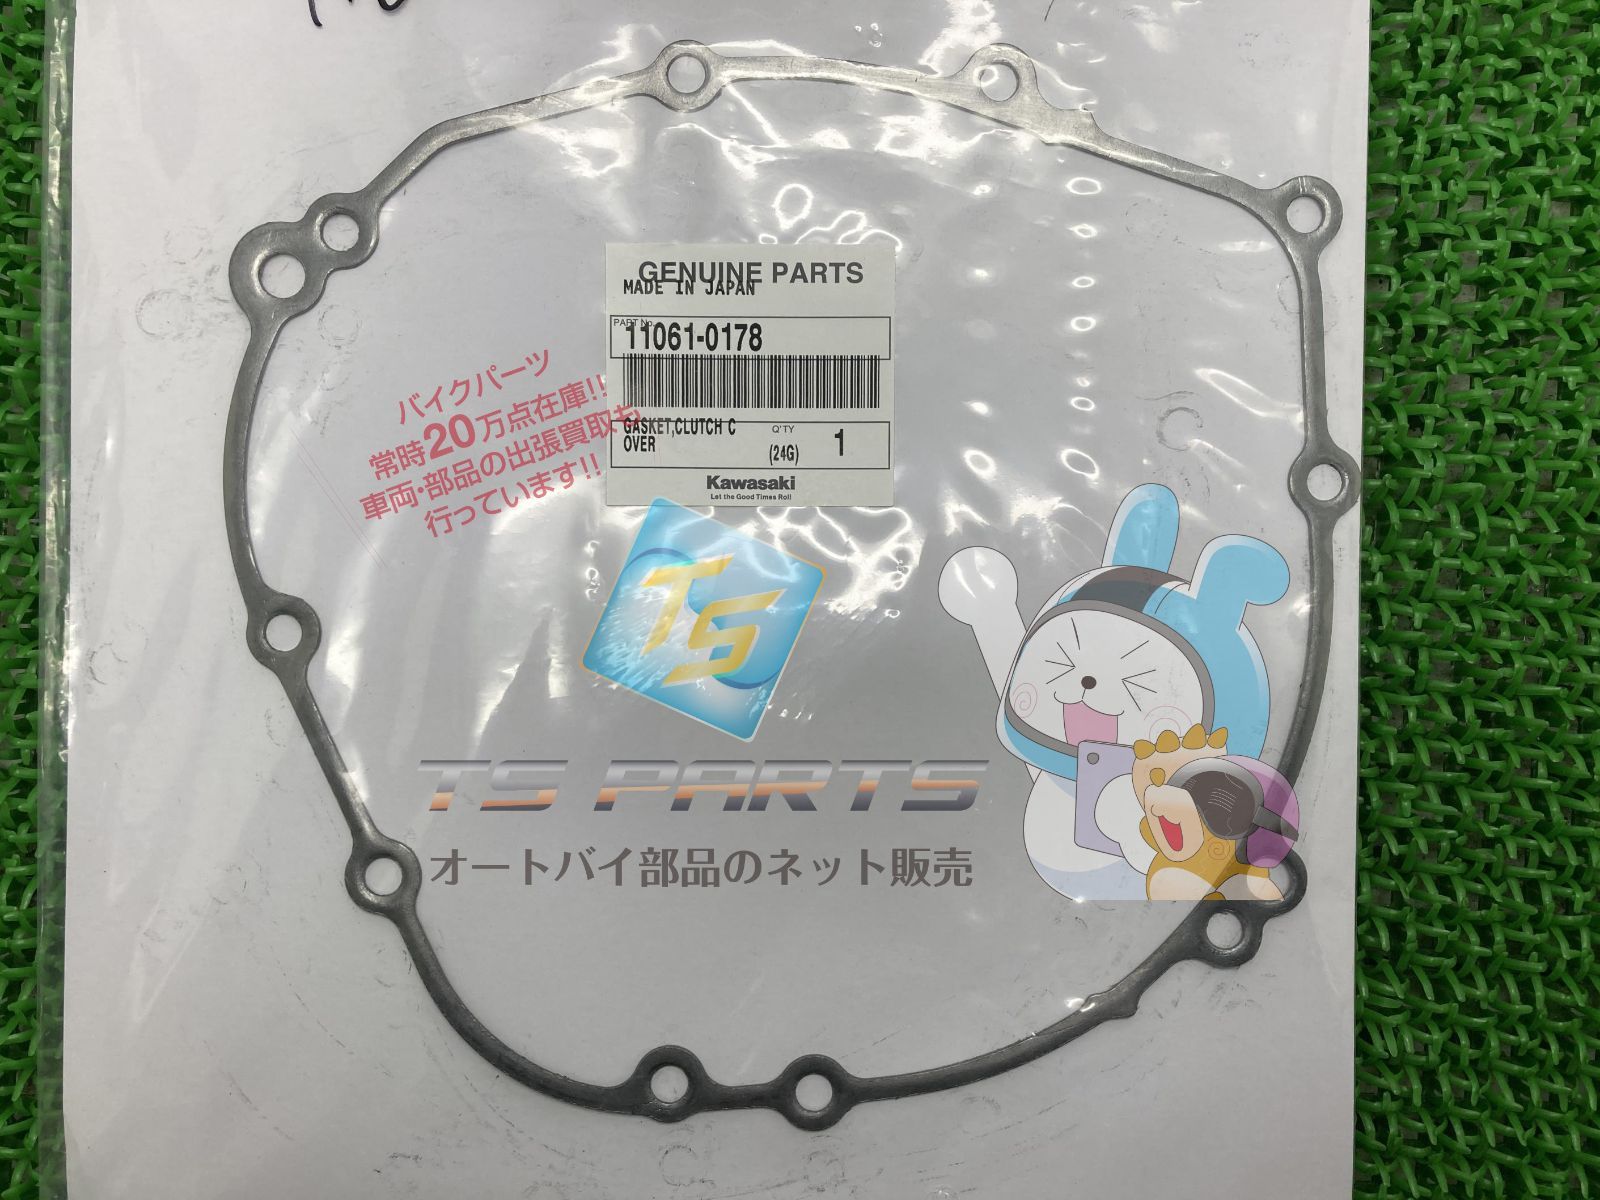 GENUINE PARTS
MADE IN JAPAN
PART No.
11061-0178
GASKET,CLUTCH C
OVER
Q'TY
(24G)
1
Kawasaki
Let the Good Times Roll
バイクパーツ
常時20万点在庫!!
車両・部品の出張買取も
行っています!!
TS
TS PARTS
オートバイ部品のネット販売